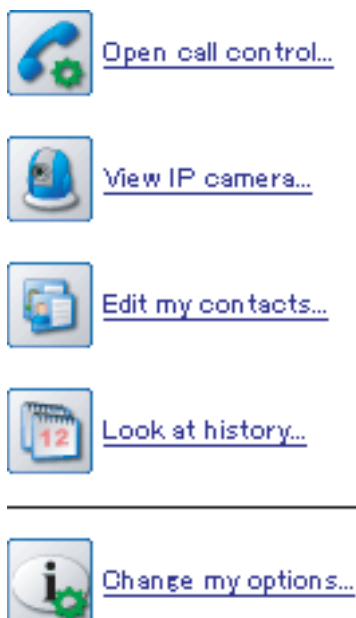 Open call control...
View IP camera...
Edit my contacts...
12
Look at history...
i
Change my options...